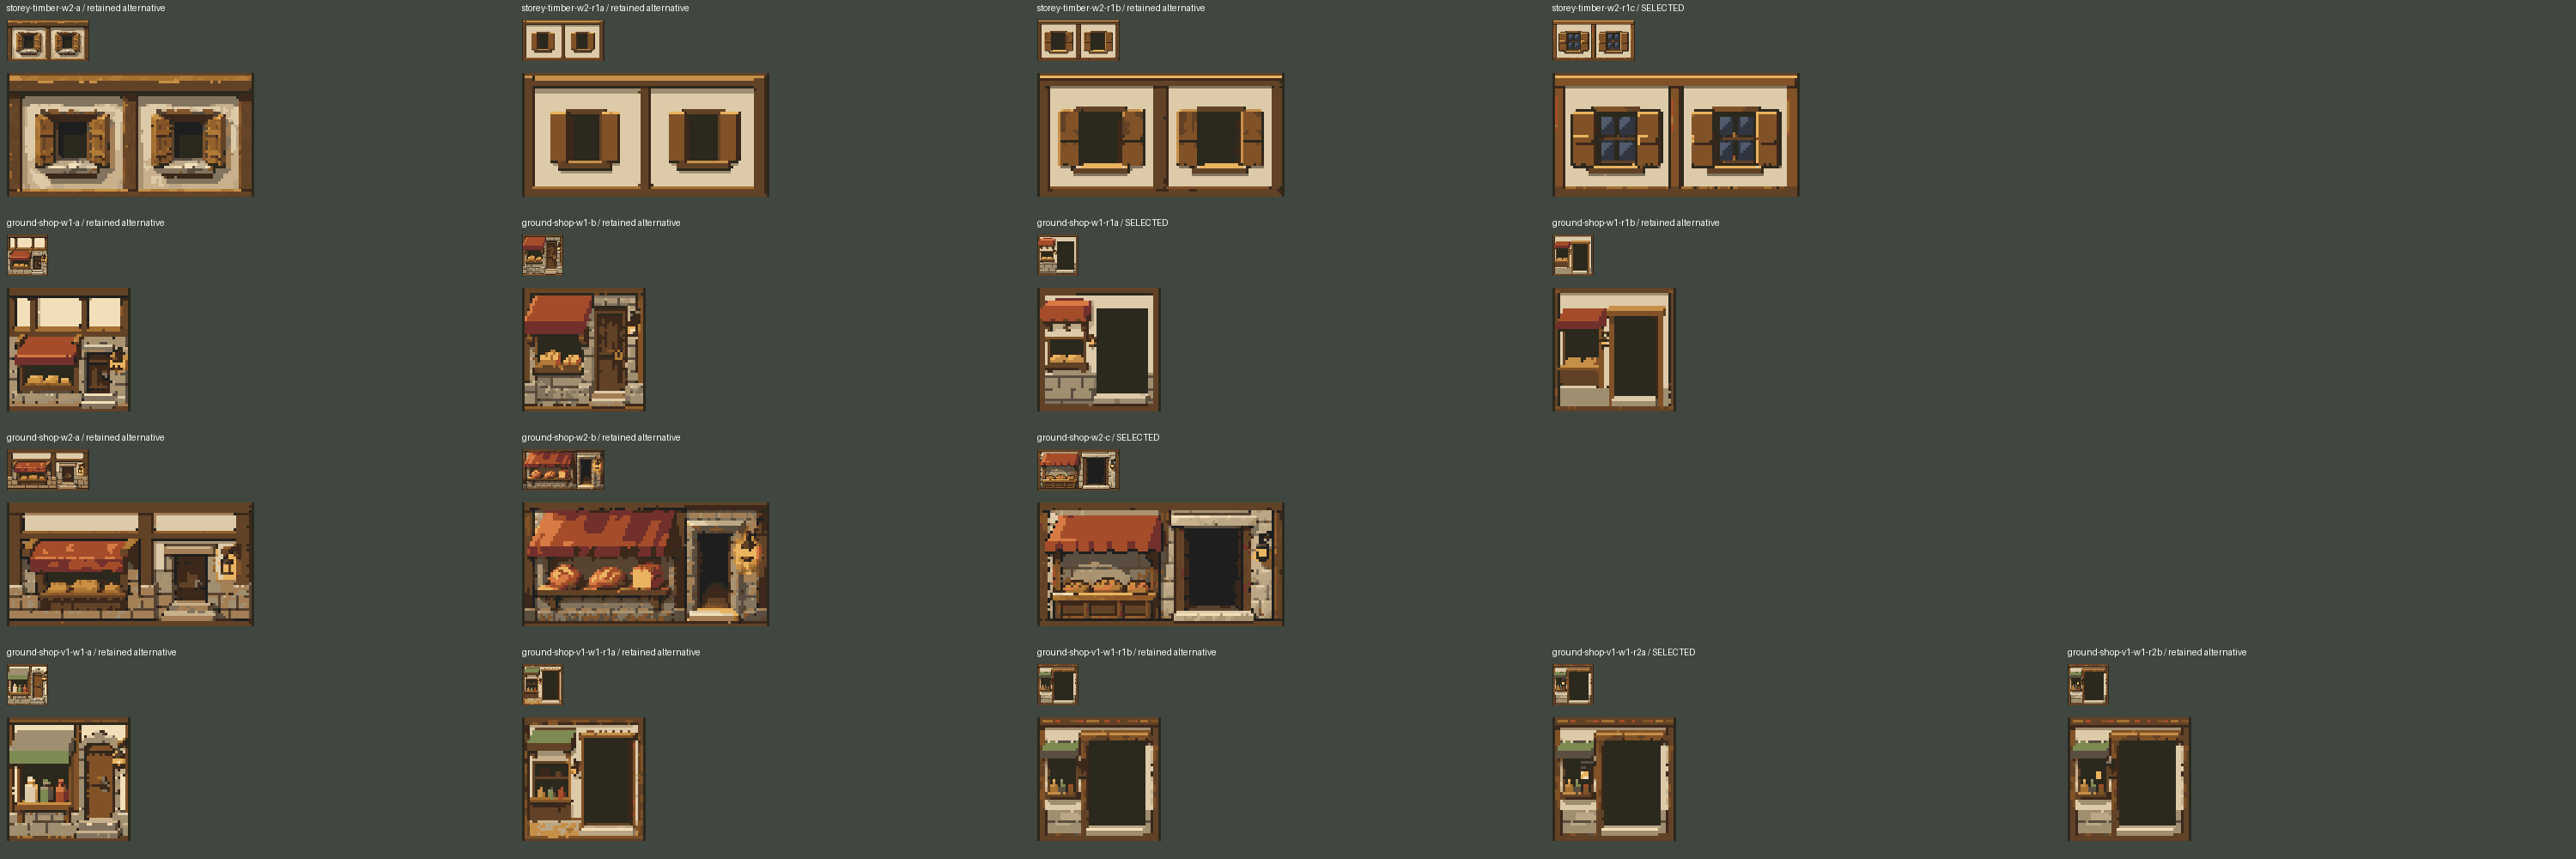 storey-timber-w2-a / retained alternative
storey-timber-w2-r1a / retained alternative
storey-timber-w2-r1b / retained alternative
storey-timber-w2-r1c / SELECTED
ground-shop-w1-a / retained alternative
ground-shop-w1-b / retained alternative
ground-shop-w1-r1a / SELECTED
ground-shop-w1-r1b / retained alternative
ground-shop-w2-a / retained alternative
ground-shop-w2-b / retained alternative
ground-shop-w2-c / SELECTED
ground-shop-v1-w1-a / retained alternative
ground-shop-v1-w1-r1a / retained alternative
ground-shop-v1-w1-r1b / retained alternative
ground-shop-v1-w1-r2a / SELECTED
ground-shop-v1-w1-r2b / retained alternative